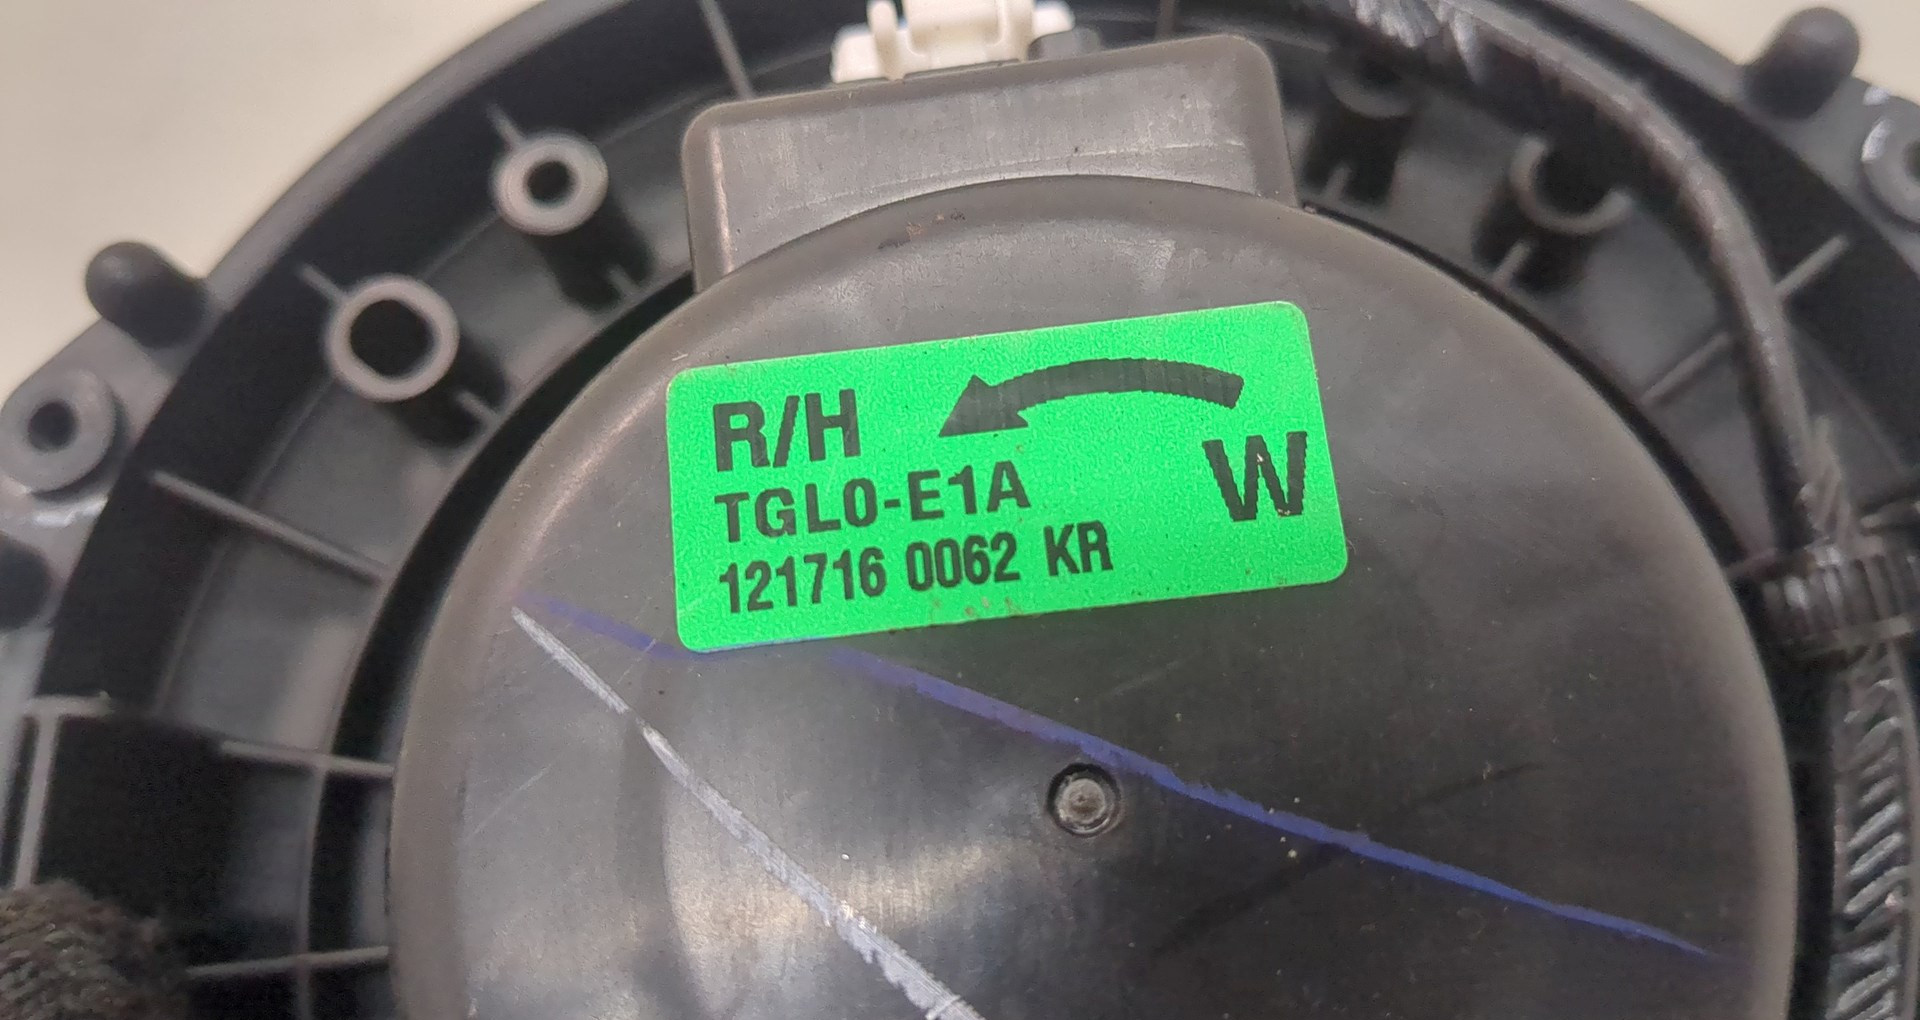 R/H
W
TGL0-E1A
121716 0062 KR